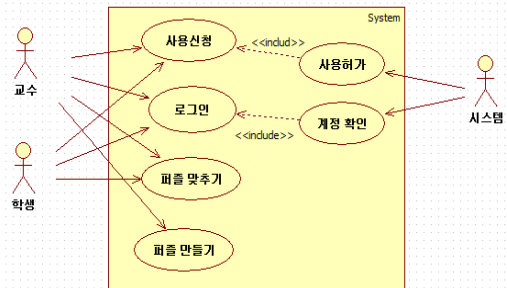 System
사용신청
<<includ>>
사용허가
교수
로그인
계정 확인
시스템
<<include>>
퍼즐 맞추기
학생
퍼즐 만들기